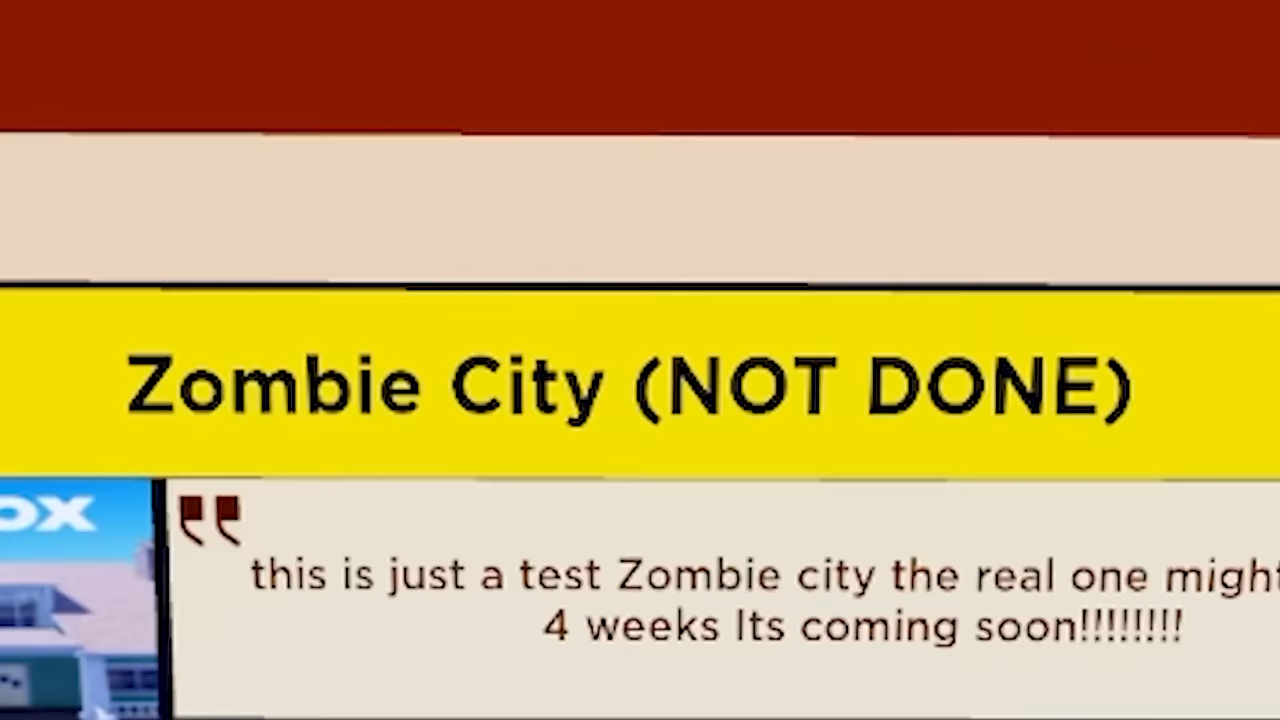 Zombie City (NOT DONE)
ox
this is just a test Zombie city the real one might
4 weeks Its coming soon!!!!!!!!